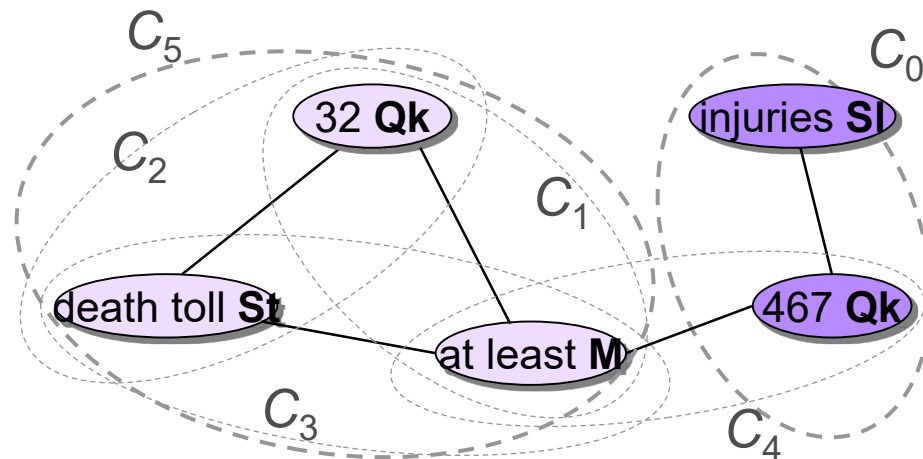 C5
C0
32 Qk
injuries Sl
C2
C1
death toll St
467 Qk
at least M
C3
C4